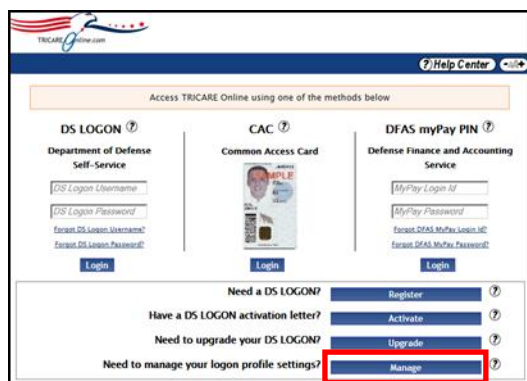 TRICARE Online.com
? Help Center
Access TRICARE Online using one of the methods below
DS LOGON ?
Department of Defense
Self-Service
DS Logon Username
DS Logon Password
Forgot DS Logon Username?
Forgot DS Logon Password?
Login
CAC ?
Common Access Card
Login
DFAS myPay PIN ?
Defense Finance and Accounting
Service
MyPay Login Id
MyPay Password
Forgot DFAS MyPay Login Id?
Forgot DFAS MyPay Password?
Login
Need a DS LOGON? Register ?
Have a DS LOGON activation letter? Activate ?
Need to upgrade your DS LOGON? Upgrade ?
Need to manage your logon profile settings? Manage ?